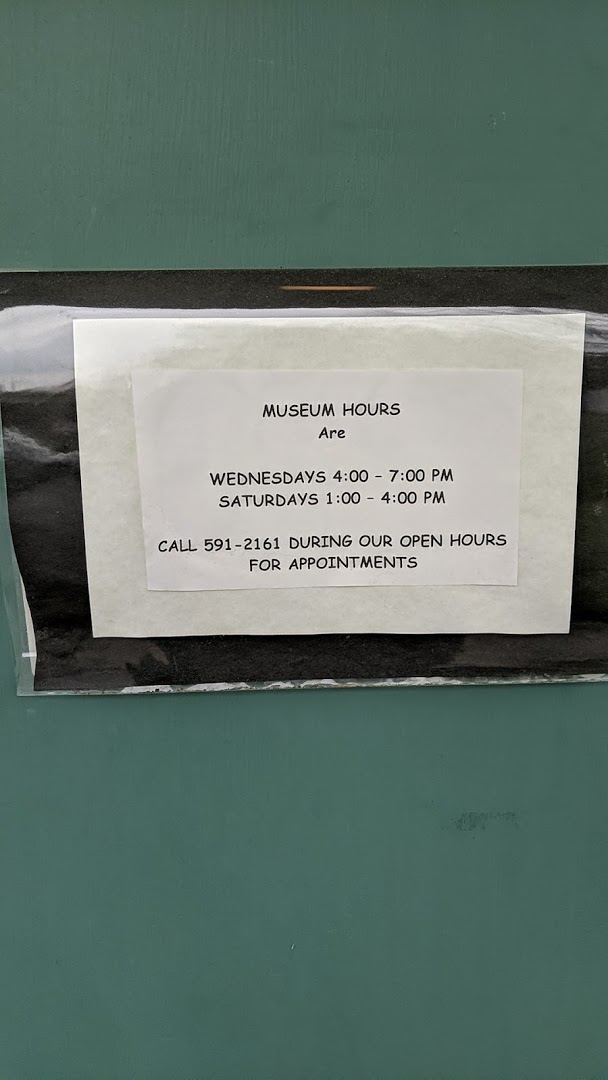 MUSEUM HOURS
Are
WEDNESDAYS 4:00 - 7:00 PM
SATURDAYS 1:00 - 4:00 PM
CALL 591-2161 DURING OUR OPEN HOURS
FOR APPOINTMENTS